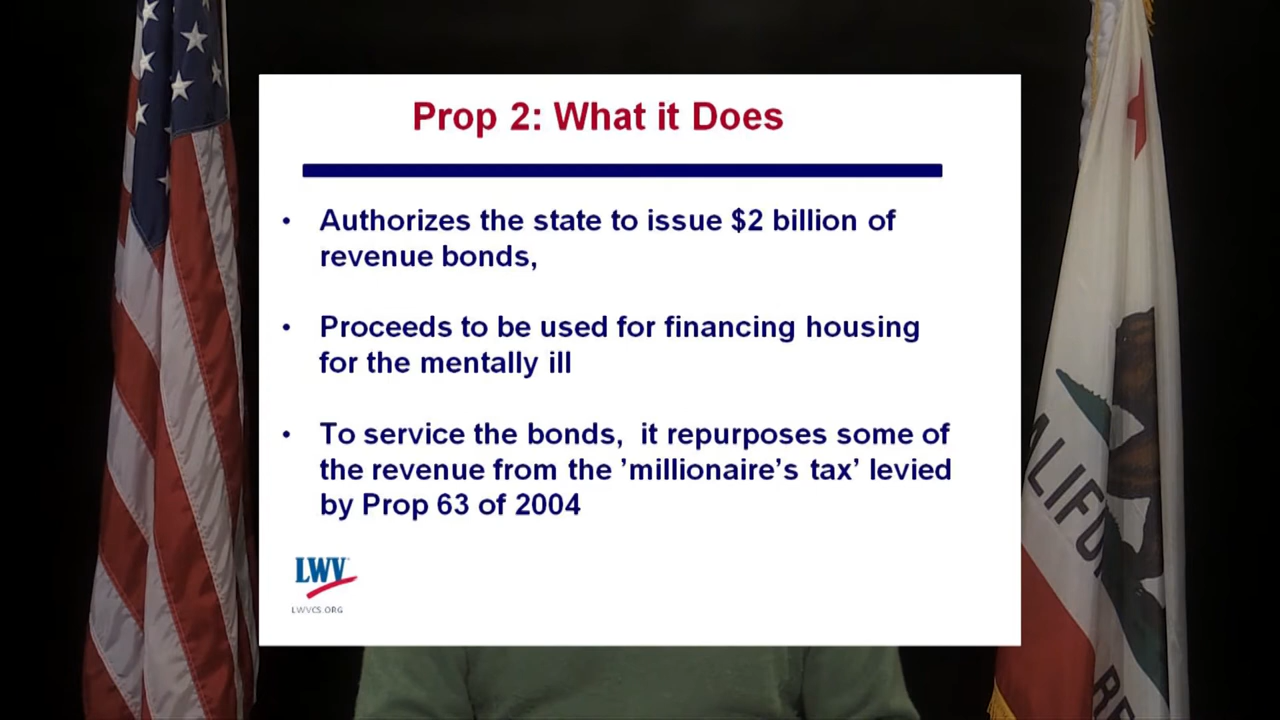 Prop 2: What it Does
• Authorizes the state to issue $2 billion of
revenue bonds,
• Proceeds to be used for financing housing
for the mentally ill
• To service the bonds,  it repurposes some of
the revenue from the ’millionaire’s tax’ levied
by Prop 63 of 2004
LWV
LWVCS.ORG
ALIFO
RE